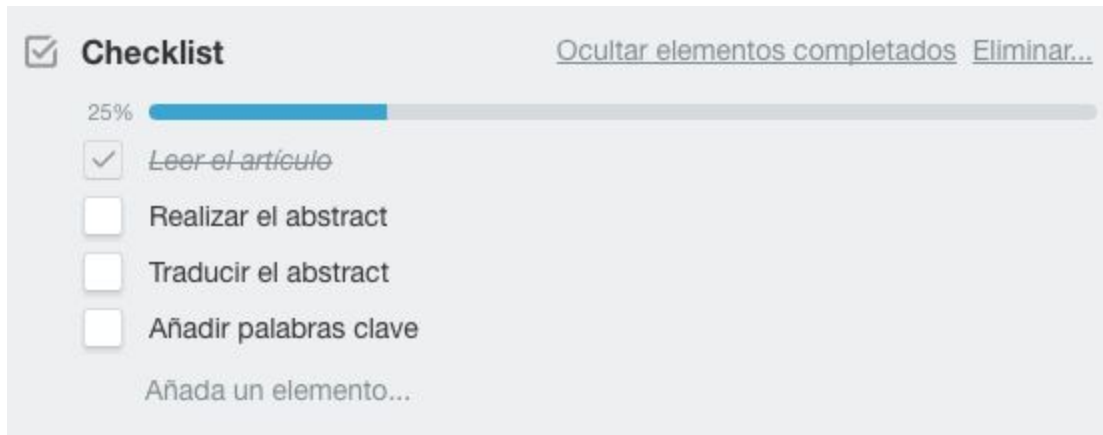 Checklist Ocultar elementos completados Eliminar...
25%
Leer el artículo
Realizar el abstract
Traducir el abstract
Añadir palabras clave
Añada un elemento...